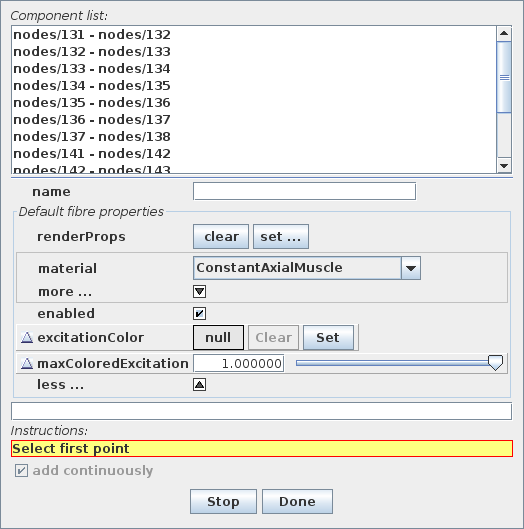 Component list:
nodes/131 - nodes/132
nodes/132 - nodes/133
nodes/133 - nodes/134
nodes/134 - nodes/135
nodes/135 - nodes/136
nodes/136 - nodes/137
nodes/137 - nodes/138
nodes/141 - nodes/142
nodes/142 - nodes/143
name
Default fibre properties
renderProps clear set ...
material ConstantAxialMuscle
more ...
enabled
excitationColor null Clear Set
maxColoredExcitation 1.000000
less ...
Instructions:
Select first point
add continuously
Stop Done